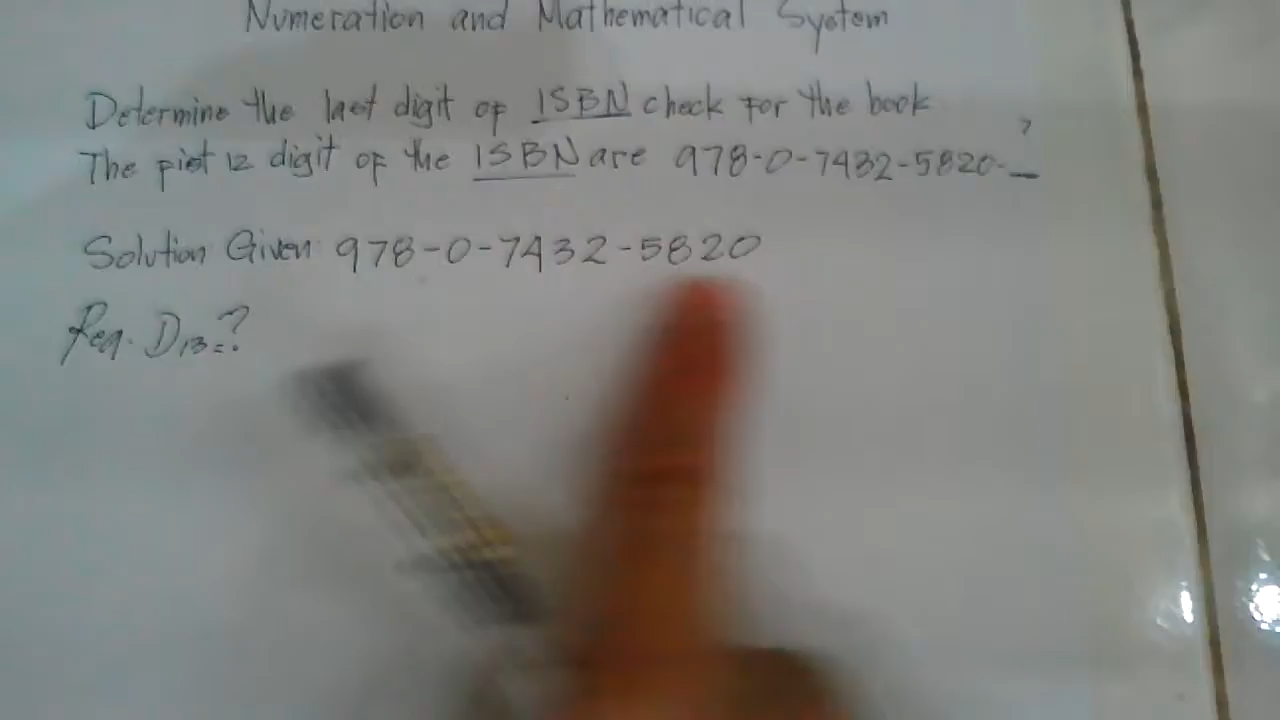 Numeration and Mathematical System
Determine the last digit of ISBN check for the book
?
The pist 12 digit of the ISBN are 978-0-7432-5820-_
Solution Given 978-0-7432-5820
Req. D13=?